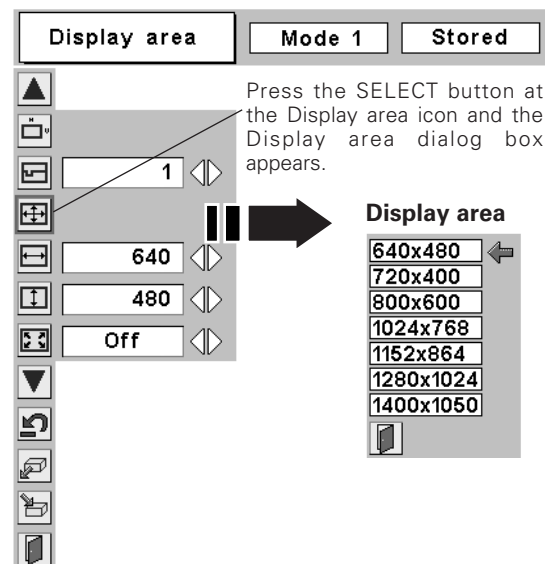 Display area
Mode 1
Stored
Press the SELECT button at
the Display area icon and the
Display area dialog box
appears.
H
V
1
640
480
Off
Display area
640x480
720x400
800x600
1024x768
1152x864
1280x1024
1400x1050